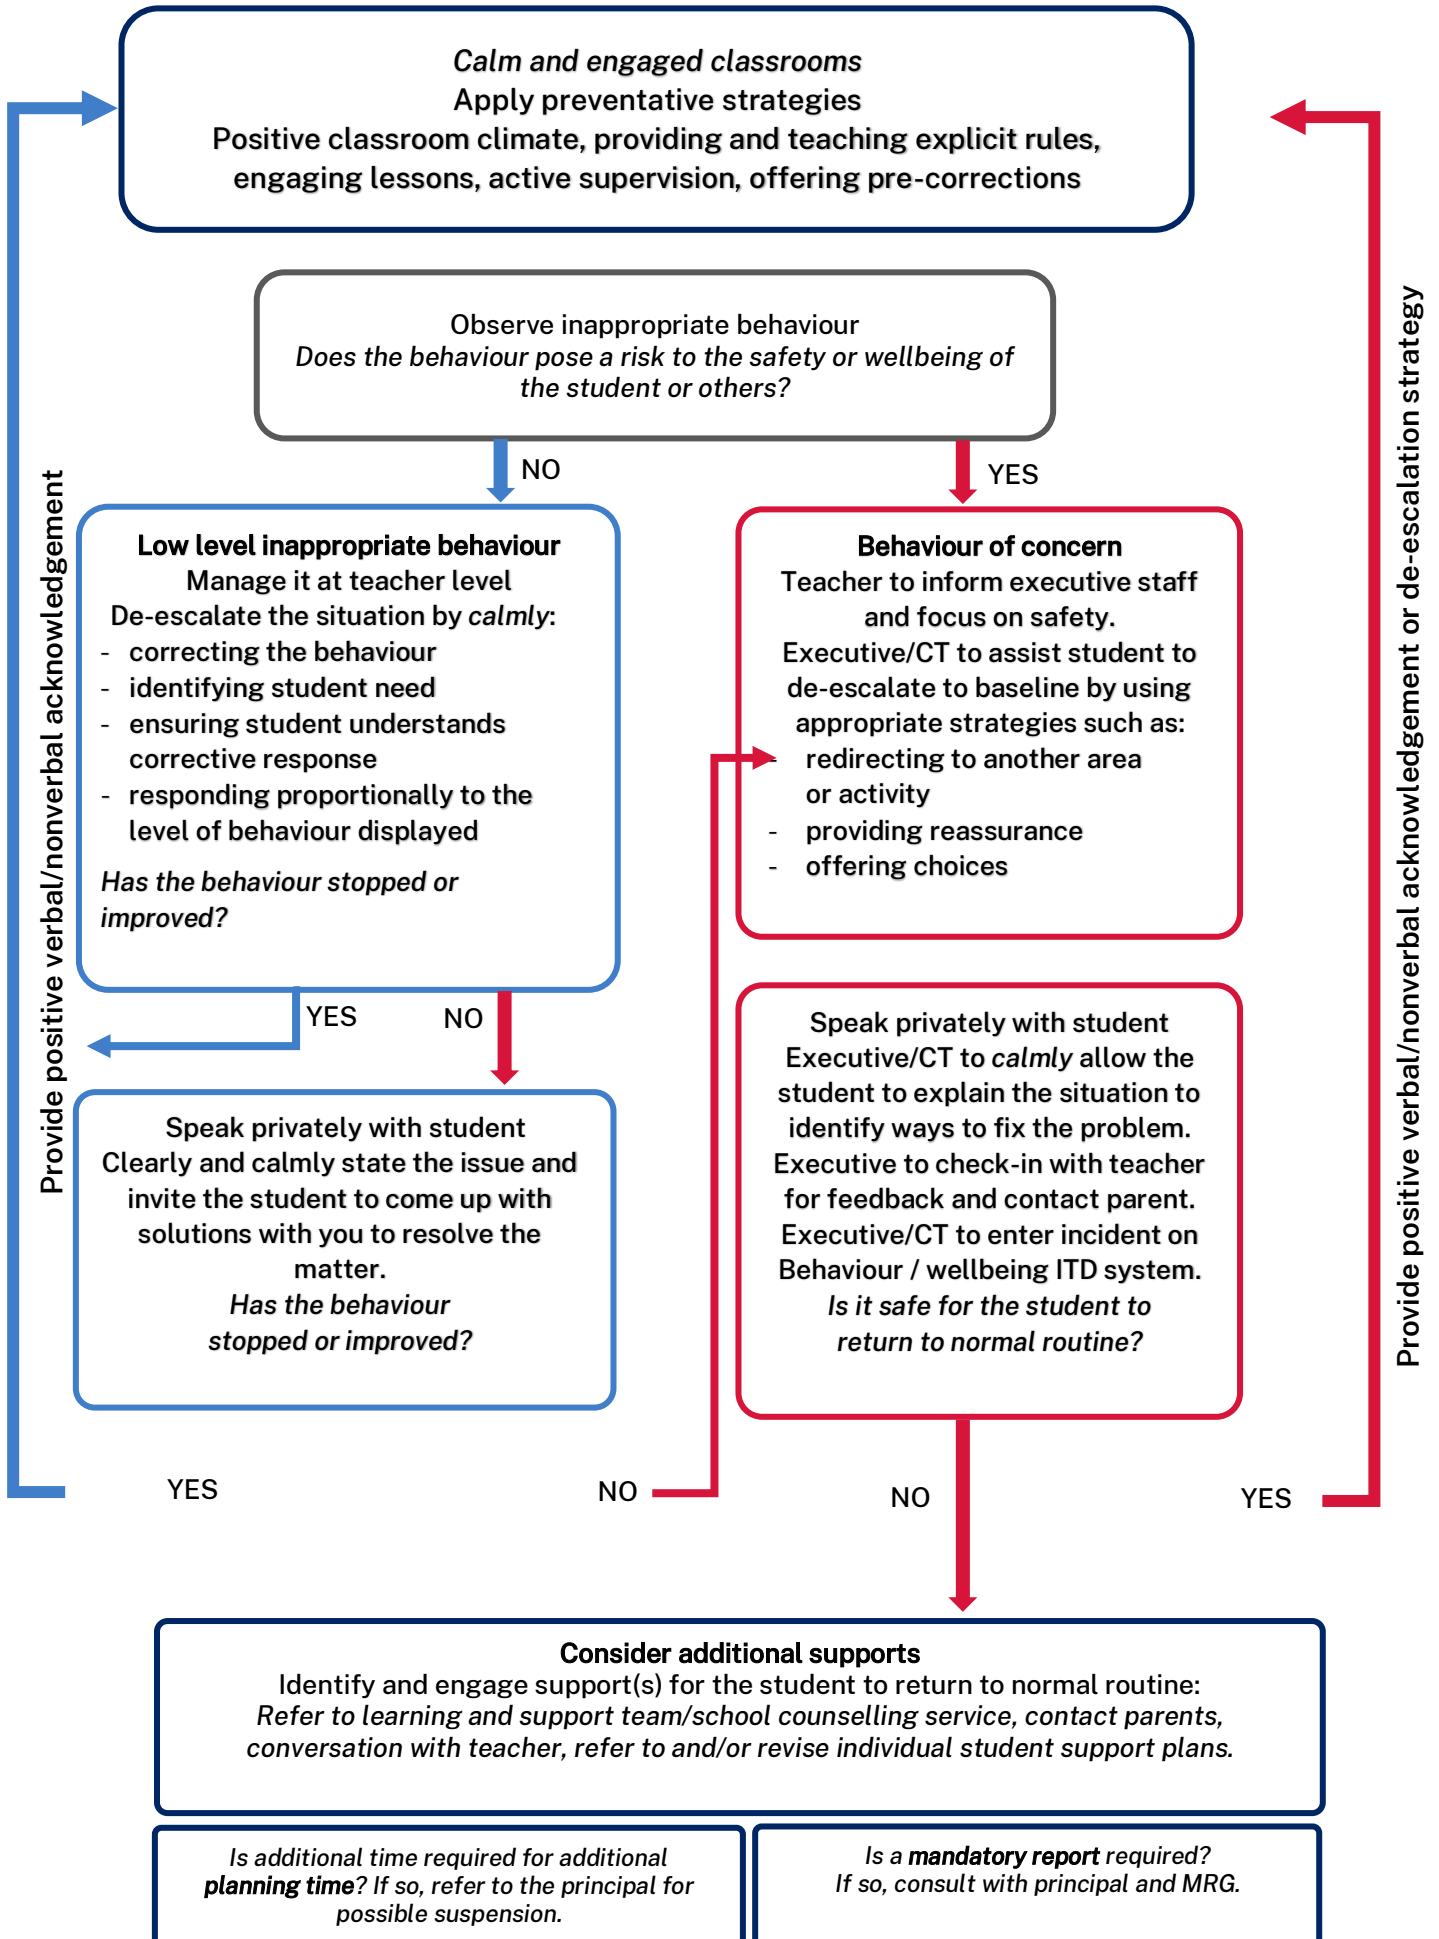 Calm and engaged classrooms
Apply preventative strategies
Positive classroom climate, providing and teaching explicit rules,
engaging lessons, active supervision, offering pre-corrections
Observe inappropriate behaviour
Does the behaviour pose a risk to the safety or wellbeing of
the student or others?
NO
YES
Low level inappropriate behaviour
Manage it at teacher level
De-escalate the situation by calmly:
- correcting the behaviour
- identifying student need
- ensuring student understands
corrective response
- responding proportionally to the
level of behaviour displayed
Has the behaviour stopped or
improved?
YES
NO
Speak privately with student
Clearly and calmly state the issue and
invite the student to come up with
solutions with you to resolve the
matter.
Has the behaviour
stopped or improved?
YES
NO
Provide positive verbal/nonverbal acknowledgement
Behaviour of concern
Teacher to inform executive staff
and focus on safety.
Executive/CT to assist student to
de-escalate to baseline by using
appropriate strategies such as:
- redirecting to another area
or activity
- providing reassurance
- offering choices
Speak privately with student
Executive/CT to calmly allow the
student to explain the situation to
identify ways to fix the problem.
Executive to check-in with teacher
for feedback and contact parent.
Executive/CT to enter incident on
Behaviour / wellbeing ITD system.
Is it safe for the student to
return to normal routine?
NO
YES
Provide positive verbal/nonverbal acknowledgement or de-escalation strategy
Consider additional supports
Identify and engage support(s) for the student to return to normal routine:
Refer to learning and support team/school counselling service, contact parents,
conversation with teacher, refer to and/or revise individual student support plans.
Is additional time required for additional
planning time? If so, refer to the principal for
possible suspension.
Is a mandatory report required?
If so, consult with principal and MRG.